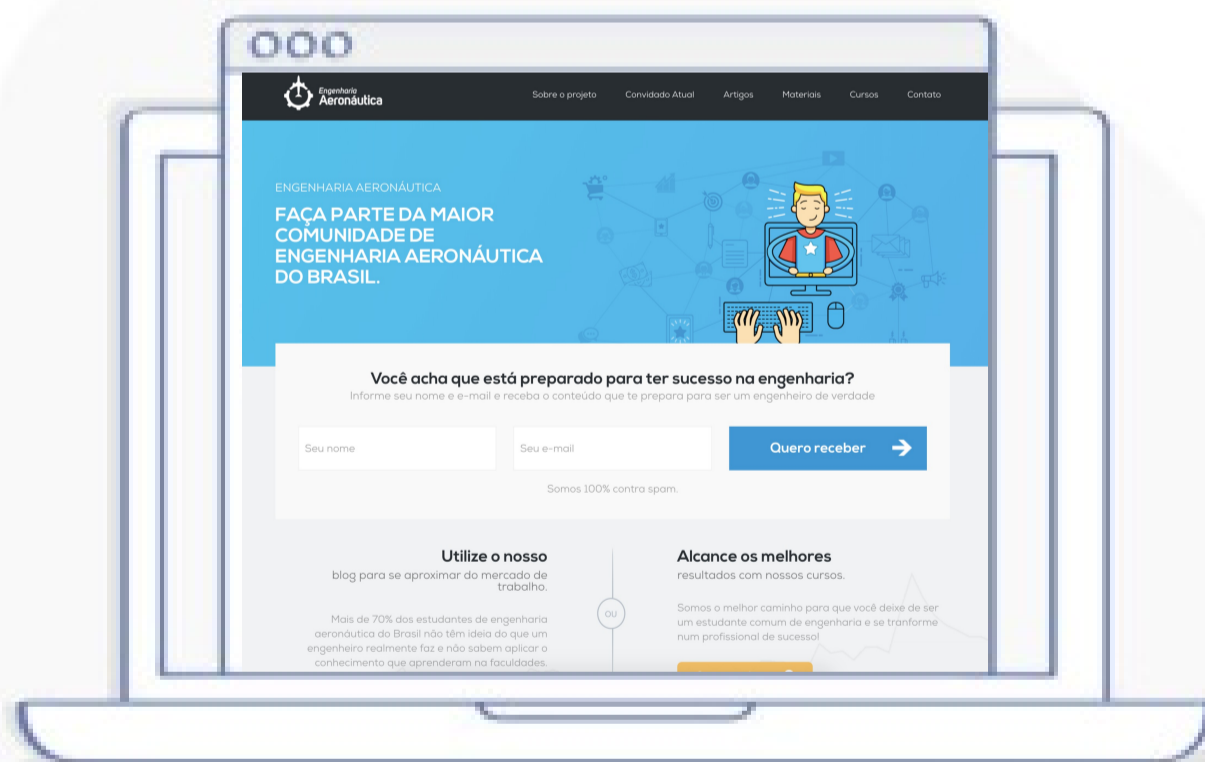 Engenharia
Aeronáutica
Sobre o projeto
Convidado Atual
Artigos
Materiais
Cursos
Contato
ENGENHARIA AERONÁUTICA
FAÇA PARTE DA MAIOR
COMUNIDADE DE
ENGENHARIA AERONÁUTICA
DO BRASIL.
Você acha que está preparado para ter sucesso na engenharia?
Informe seu nome e e-mail e receba o conteúdo que te prepara para ser um engenheiro de verdade
Seu nome
Seu e-mail
Quero receber
Somos 100% contra spam.
Utilize o nosso
blog para se aproximar do mercado de
trabalho.
Mais de 70% dos estudantes de engenharia
aeronáutica do Brasil não têm ideia do que um
engenheiro realmente faz e não sabem aplicar o
conhecimento que aprenderam na faculdades.
OU
Alcance os melhores
resultados com nossos cursos.
Somos o melhor caminho para que você deixe de ser
um estudante comum de engenharia e se tranforme
num profissional de sucesso!